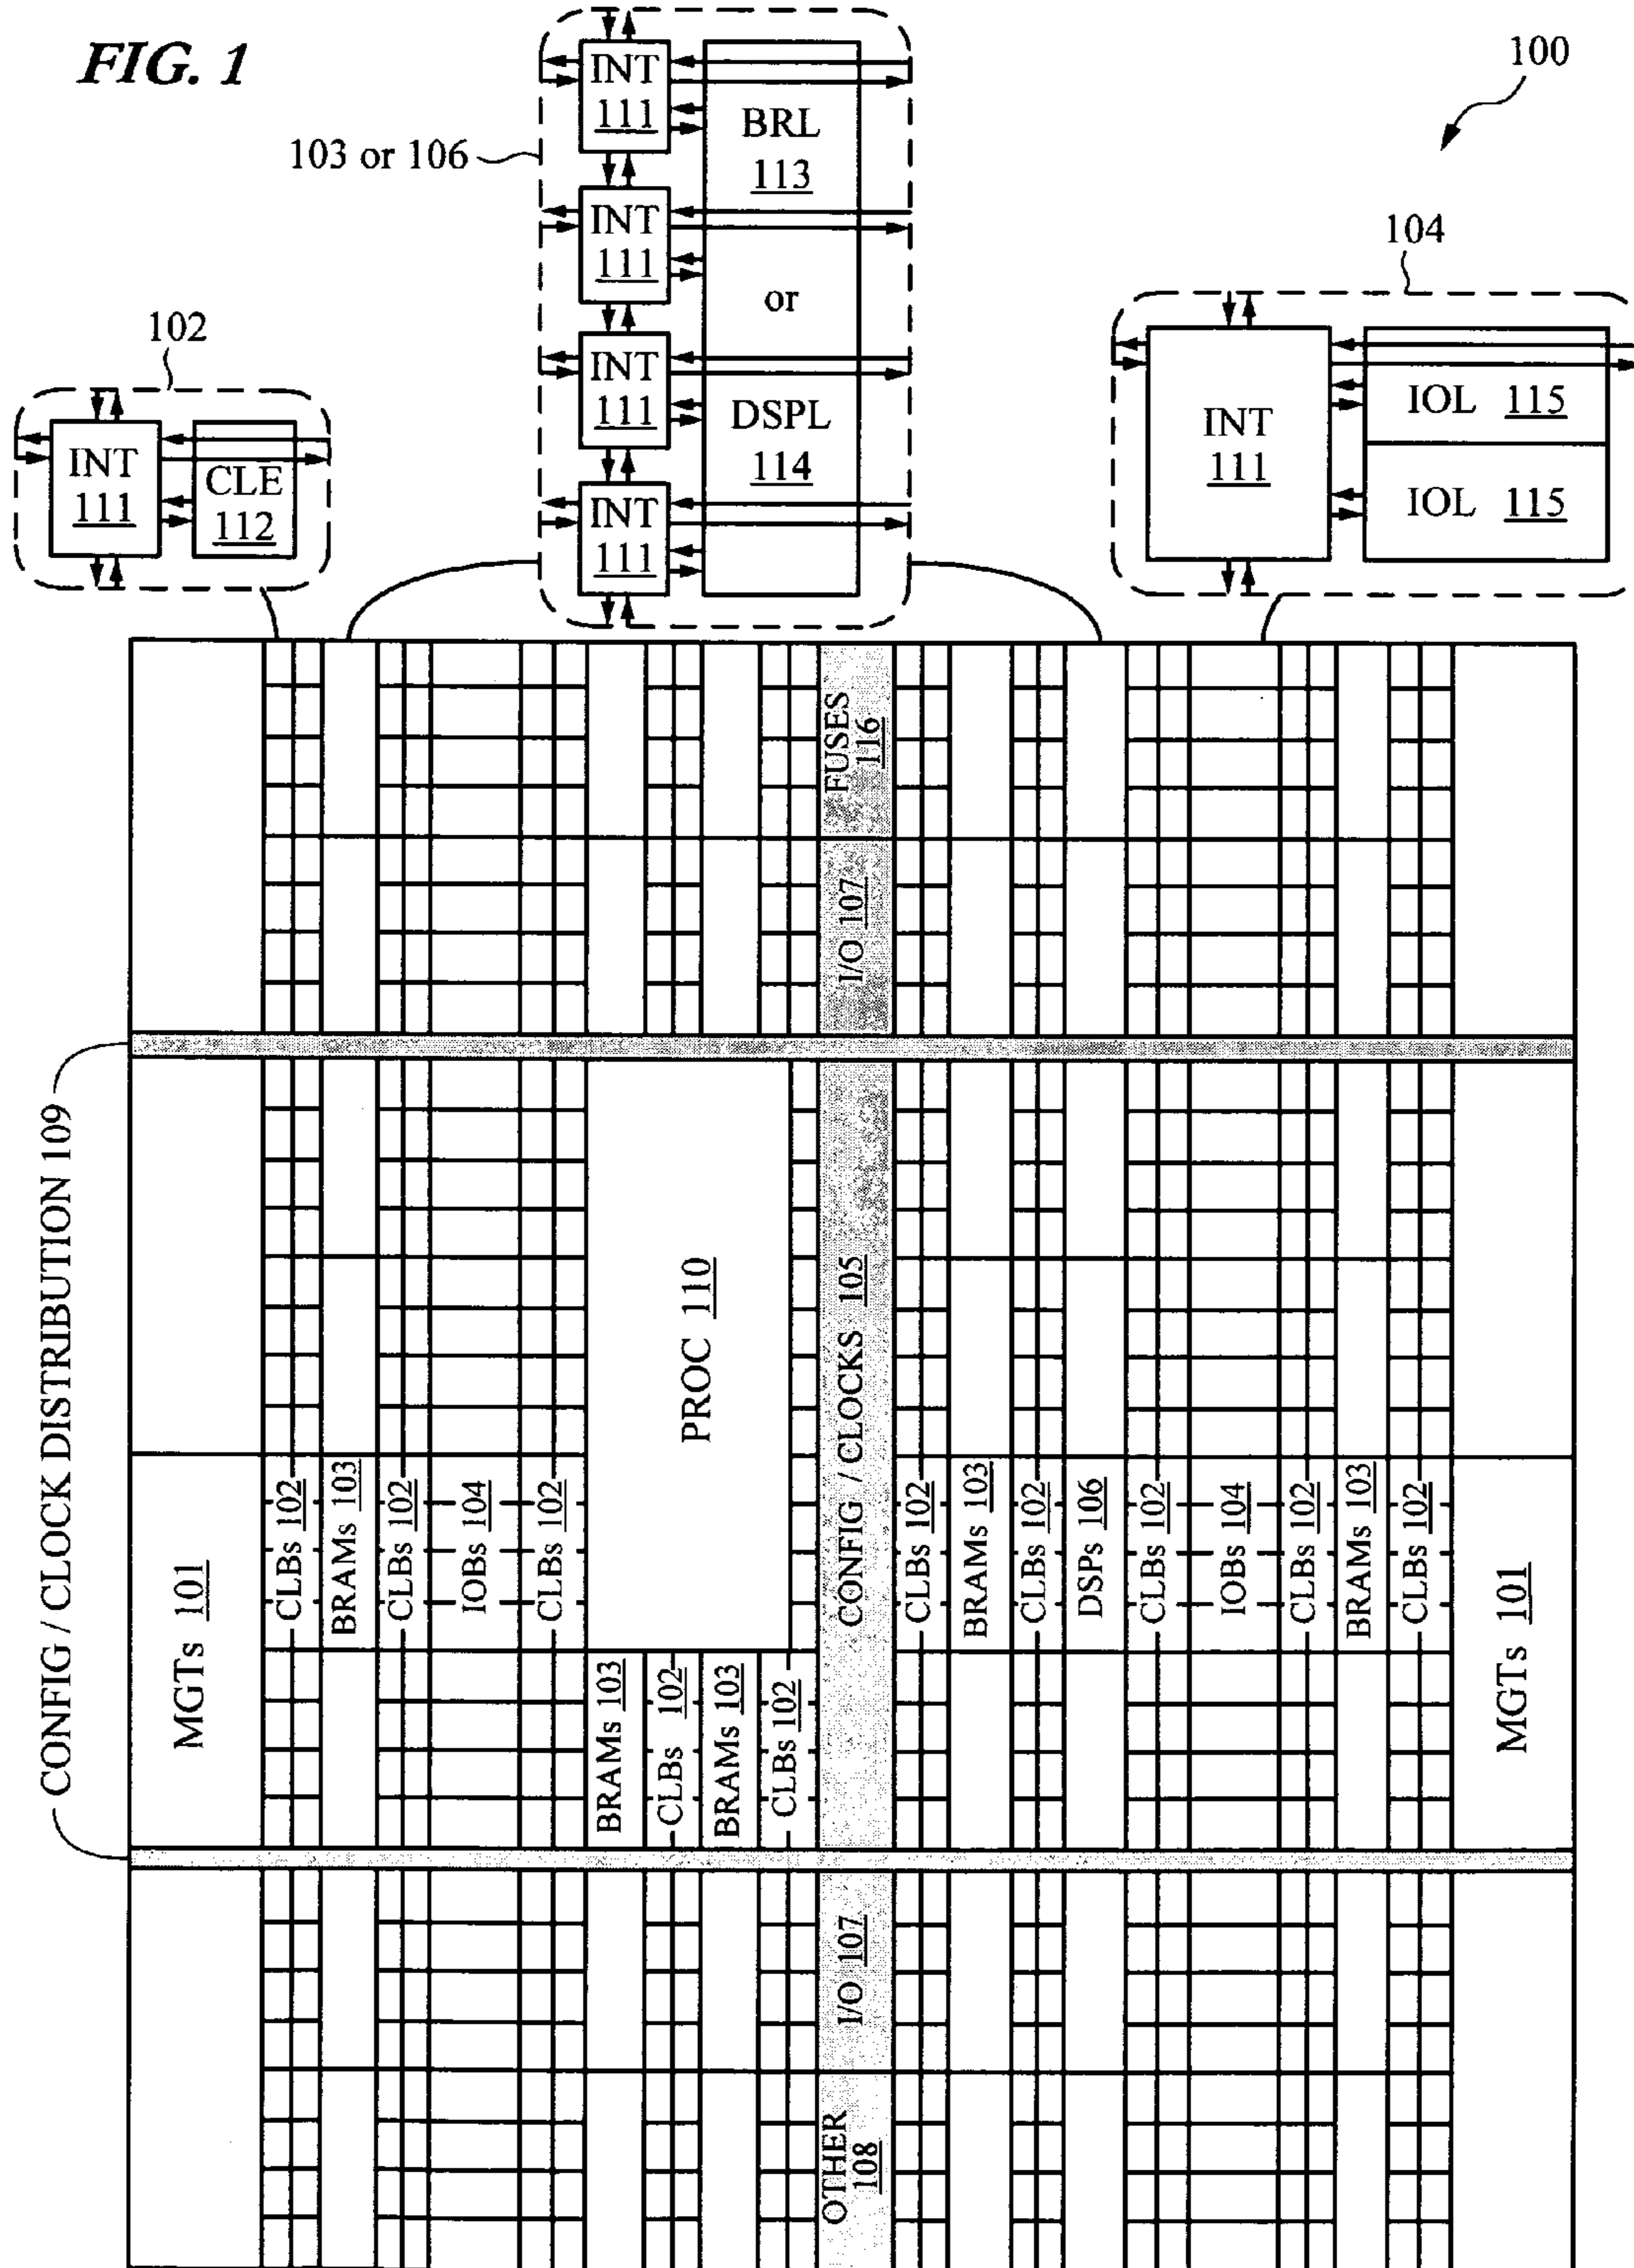 FIG. 1
100
103 or 106
INT
111
INT
111
INT
111
INT
111
BRL
113
or
DSPL
114
102
INT
111
CLE
112
104
INT
111
IOL 115
IOL 115
FUSES
116
I/O 107
CONFIG / CLOCK DISTRIBUTION 109
PROC 110
CONFIG / CLOCKS 105
MGTs 101
CLBs 102
BRAMs 103
CLBs 102
IOBs 104
CLBs 102
BRAMs 103
CLBs 102
BRAMs 103
CLBs 102
CLBs 102
BRAMs 103
CLBs 102
DSPs 106
CLBs 102
IOBs 104
CLBs 102
BRAMs 103
CLBs 102
MGTs 101
I/O 107
OTHER
108